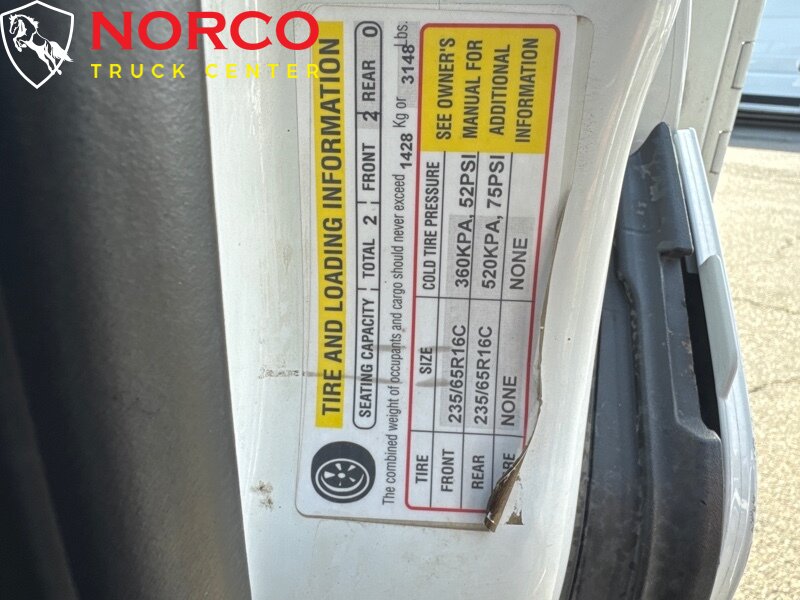 NORCO
TRUCK CENTER
TIRE AND LOADING INFORMATION
SEATING CAPACITY TOTAL 2 FRONT 2 REAR 0
The combined weight of occupants and cargo should never exceed 1428 Kg or 3148 Lbs.
TIRE SIZE COLD TIRE PRESSURE SEE OWNER'S
FRONT 235/65R16C 360KPA, 52PSI MANUAL FOR
REAR 235/65R16C 520KPA, 75PSI ADDITIONAL
NONE NONE INFORMATION